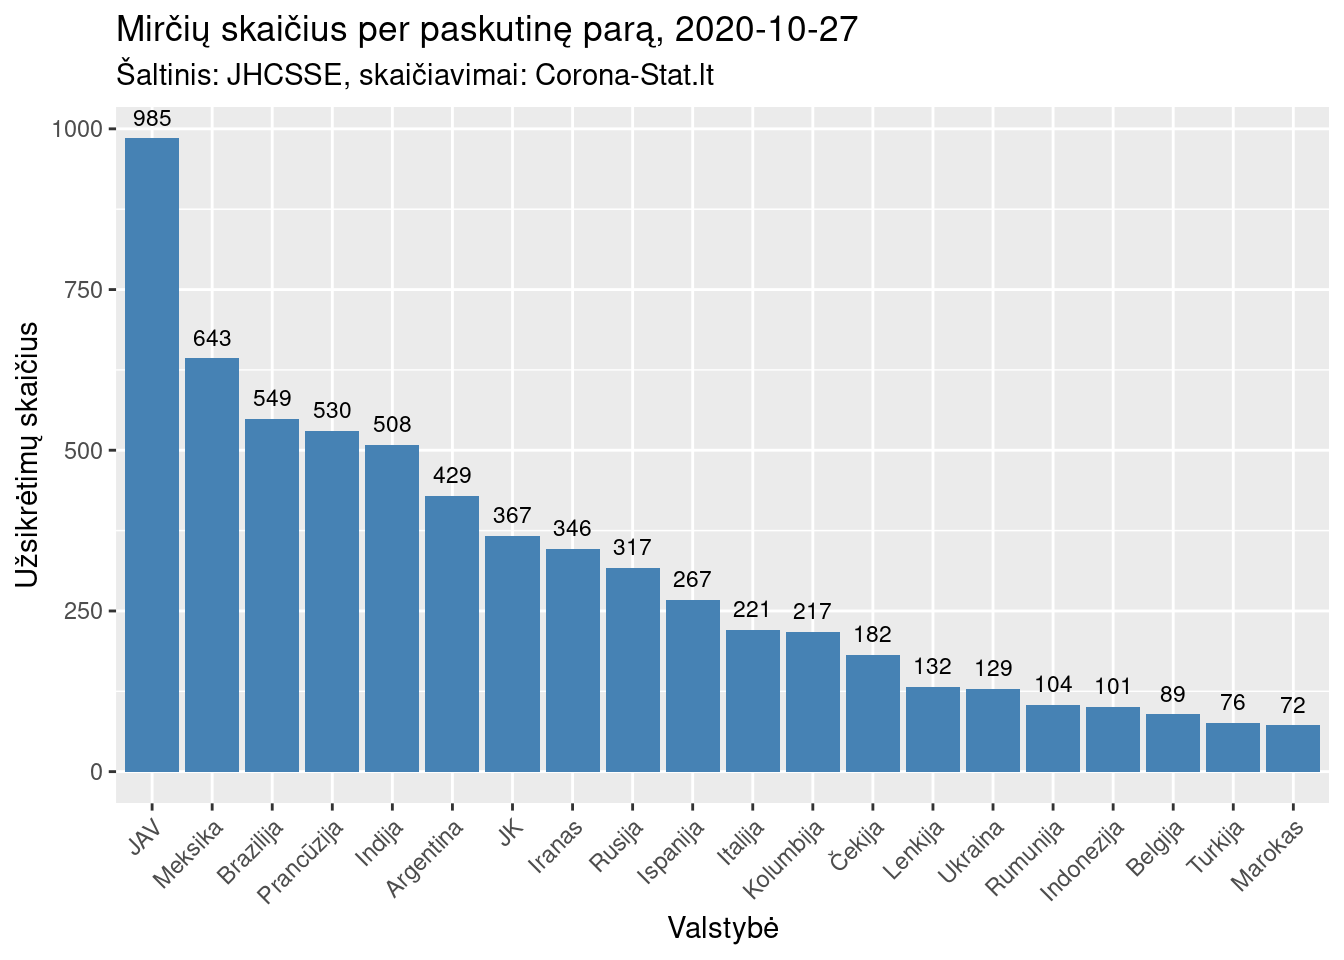 Mirčių skaičius per paskutinę parą, 2020-10-27
Šaltinis: JHCSSE, skaičiavimai: Corona-Stat.lt
Užsikrėtimų skaičius
1000
750
500
250
0
985
643
549
530
508
429
367
346
317
267
221
217
182
132
129
104
101
89
76
72
JAV
Meksika
Brazilija
Prancūzija
Indija
Argentina
JK
Iranas
Rusija
Ispanija
Italija
Kolumbija
Čekija
Lenkija
Ukraina
Rumunija
Indonezija
Belgija
Turkija
Marokas
Valstybė